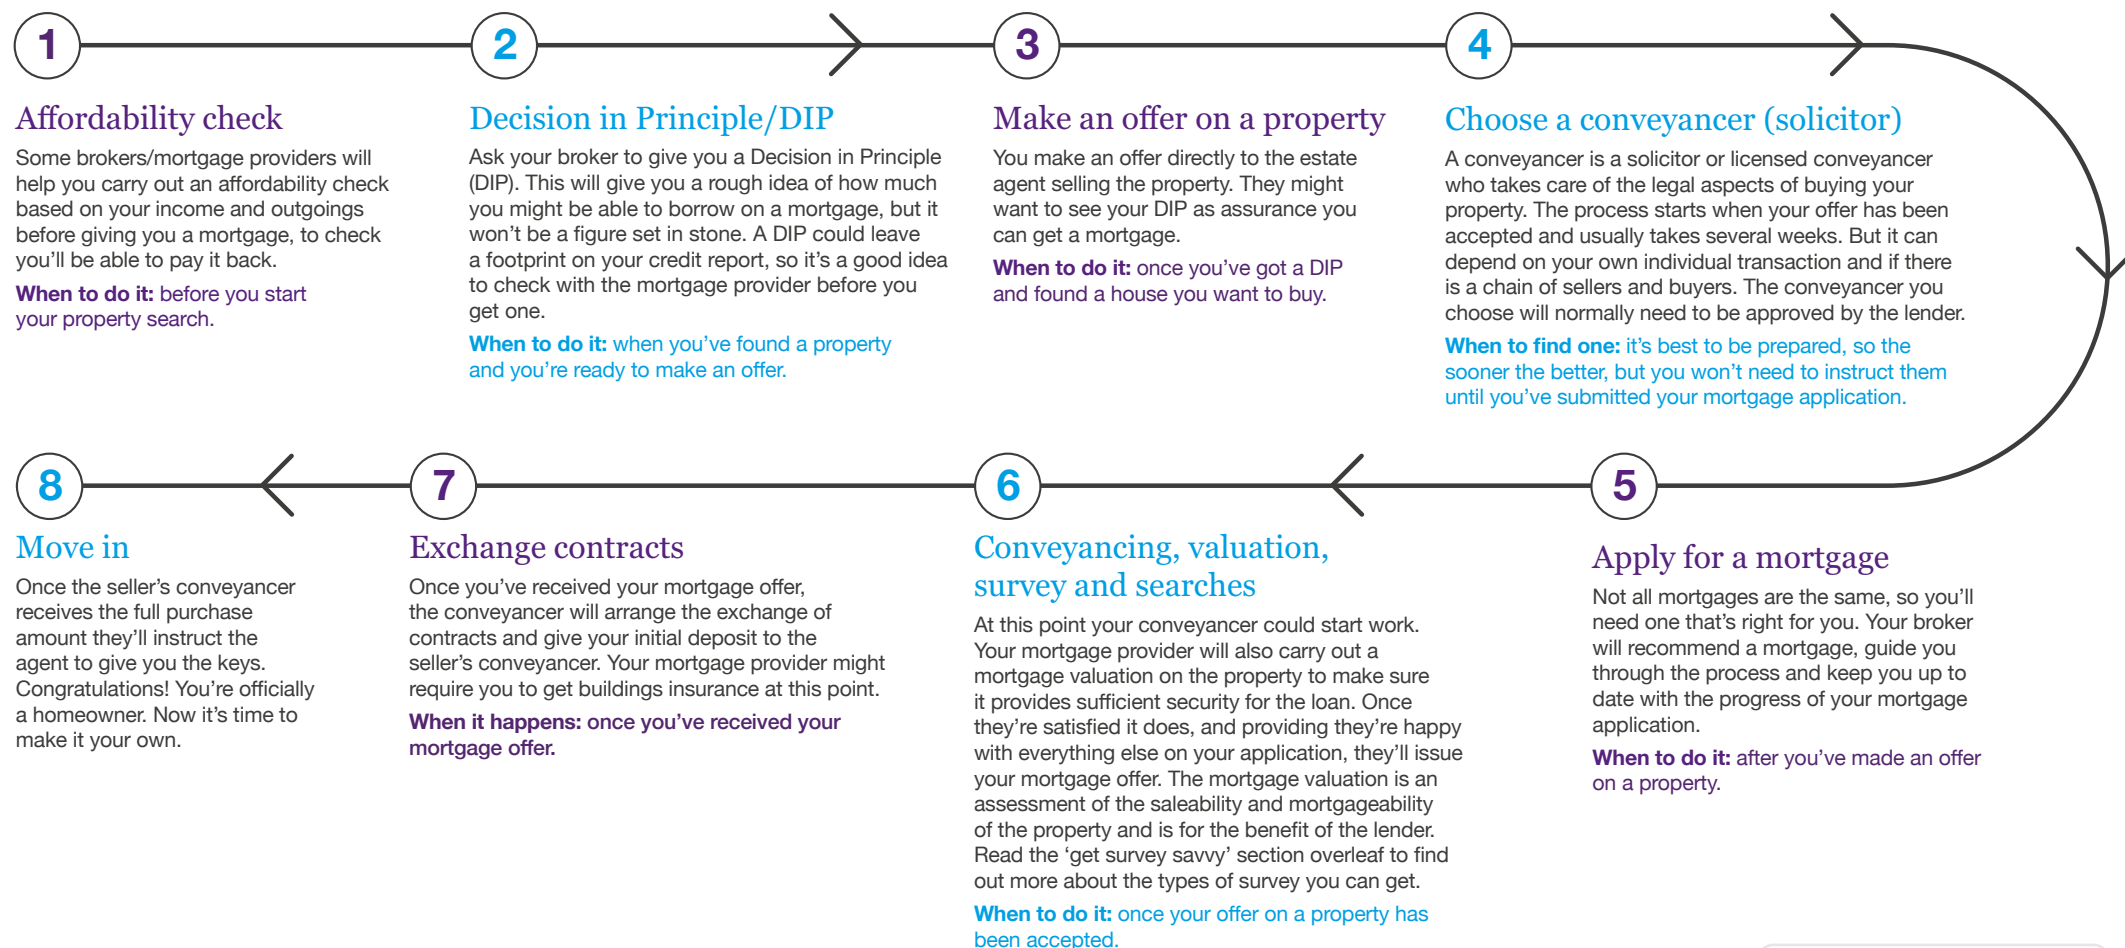 1
Affordability check
Some brokers/mortgage providers will
help you carry out an affordability check
based on your income and outgoings
before giving you a mortgage, to check
you’ll be able to pay it back.
When to do it: before you start
your property search.
2
Decision in Principle/DIP
Ask your broker to give you a Decision in Principle
(DIP). This will give you a rough idea of how much
you might be able to borrow on a mortgage, but it
won’t be a figure set in stone. A DIP could leave
a footprint on your credit report, so it’s a good idea
to check with the mortgage provider before you
get one.
When to do it: when you’ve found a property
and you’re ready to make an offer.
3
Make an offer on a property
You make an offer directly to the estate
agent selling the property. They might
want to see your DIP as assurance you
can get a mortgage.
When to do it: once you’ve got a DIP
and found a house you want to buy.
4
Choose a conveyancer (solicitor)
A conveyancer is a solicitor or licensed conveyancer
who takes care of the legal aspects of buying your
property. The process starts when your offer has been
accepted and usually takes several weeks. But it can
depend on your own individual transaction and if there
is a chain of sellers and buyers. The conveyancer you
choose will normally need to be approved by the lender.
When to find one: it’s best to be prepared, so the
sooner the better, but you won’t need to instruct them
until you’ve submitted your mortgage application.
5
Apply for a mortgage
Not all mortgages are the same, so you’ll
need one that’s right for you. Your broker
will recommend a mortgage, guide you
through the process and keep you up to
date with the progress of your mortgage
application.
When to do it: after you’ve made an offer
on a property.
6
Conveyancing, valuation,
survey and searches
At this point your conveyancer could start work.
Your mortgage provider will also carry out a
mortgage valuation on the property to make sure
it provides sufficient security for the loan. Once
they’re satisfied it does, and providing they’re happy
with everything else on your application, they’ll issue
your mortgage offer. The mortgage valuation is an
assessment of the saleability and mortgageability
of the property and is for the benefit of the lender.
Read the ‘get survey savvy’ section overleaf to find
out more about the types of survey you can get.
When to do it: once your offer on a property has
been accepted.
7
Exchange contracts
Once you’ve received your mortgage offer,
the conveyancer will arrange the exchange of
contracts and give your initial deposit to the
seller’s conveyancer. Your mortgage provider might
require you to get buildings insurance at this point.
When it happens: once you’ve received your
mortgage offer.
8
Move in
Once the seller’s conveyancer
receives the full purchase
amount they’ll instruct the
agent to give you the keys.
Congratulations! You’re officially
a homeowner. Now it’s time to
make it your own.